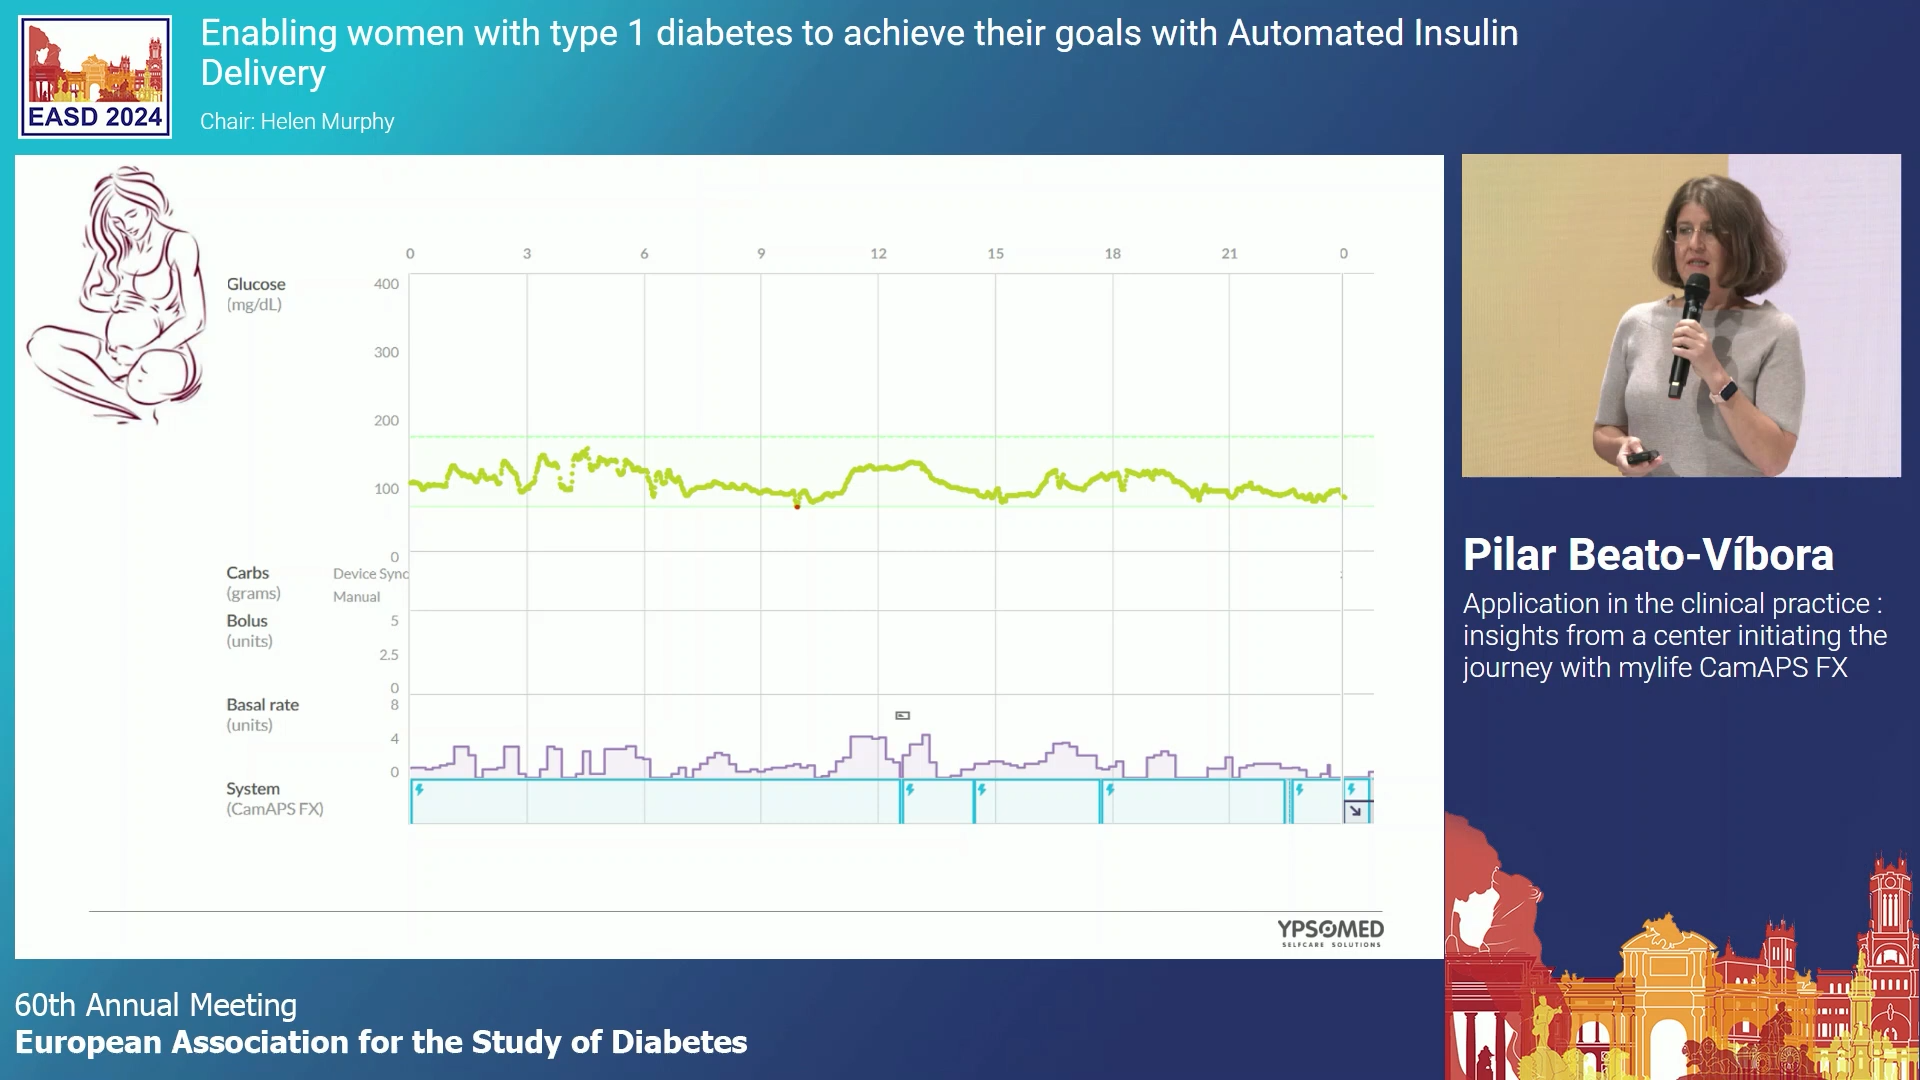 Enabling women with type 1 diabetes to achieve their goals with Automated Insulin
Delivery
Chair: Helen Murphy
EASD 2024
0 3 6 9 12 15 18 21 0
Glucose
(mg/dL)
400
300
200
100
0
Carbs
(grams)
Device Sync
Manual
Bolus
(units)
5
2.5
0
Basal rate
(units)
8
4
0
System
(CamAPS FX)
YPSOMED
SELFCARE SOLUTIONS
Pilar Beato-Víbora
Application in the clinical practice :
insights from a center initiating the
journey with mylife CamAPS FX
60th Annual Meeting
European Association for the Study of Diabetes